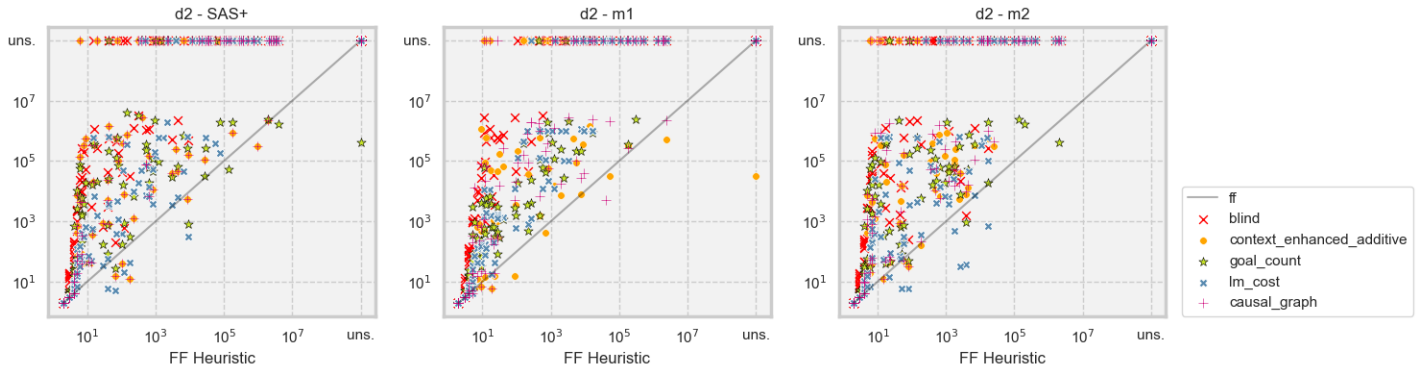 d2 - SAS+
d2 - m1
d2 - m2
uns.
10^7
10^5
10^3
10^1
10^1
10^3
10^5
10^7
uns.
FF Heuristic
uns.
10^7
10^5
10^3
10^1
10^1
10^3
10^5
10^7
uns.
FF Heuristic
uns.
10^7
10^5
10^3
10^1
10^1
10^3
10^5
10^7
uns.
FF Heuristic
ff
blind
context_enhanced_additive
goal_count
lm_cost
causal_graph